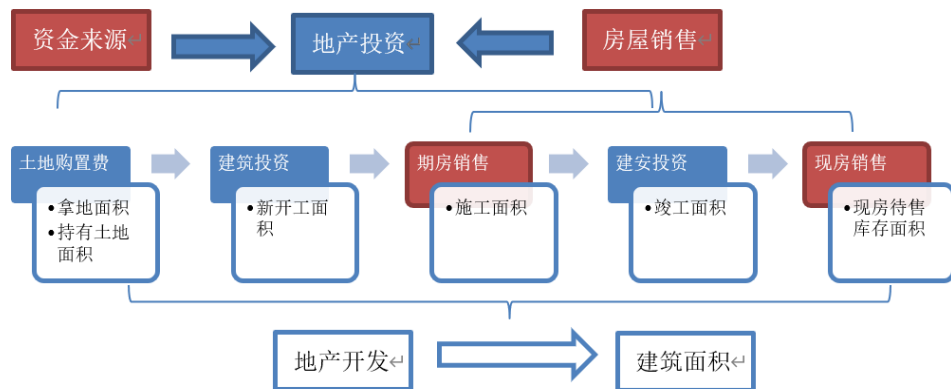 资金来源
地产投资
房屋销售
土地购置费
建筑投资
期房销售
建安投资
现房销售
•拿地面积
•持有土地
面积
•新开工面
积
•施工面积
•竣工面积
•现房待售
库存面积
地产开发
建筑面积